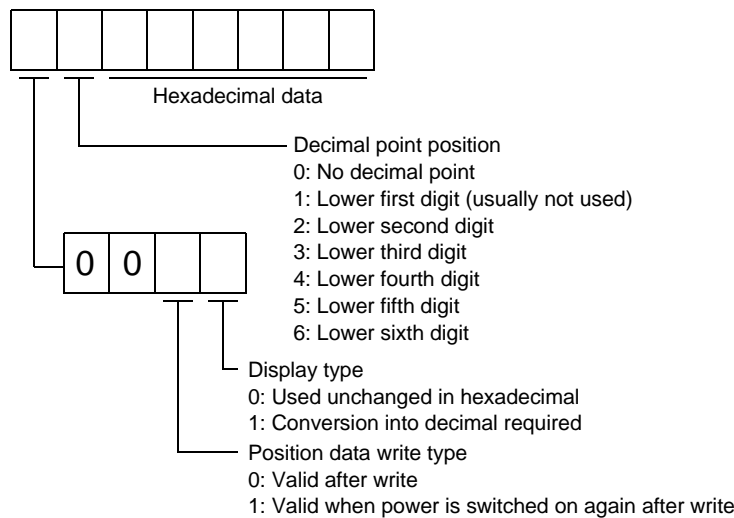 Hexadecimal data
Decimal point position
0: No decimal point
1: Lower first digit (usually not used)
2: Lower second digit
3: Lower third digit
4: Lower fourth digit
5: Lower fifth digit
6: Lower sixth digit
0 0
Display type
0: Used unchanged in hexadecimal
1: Conversion into decimal required
Position data write type
0: Valid after write
1: Valid when power is switched on again after write